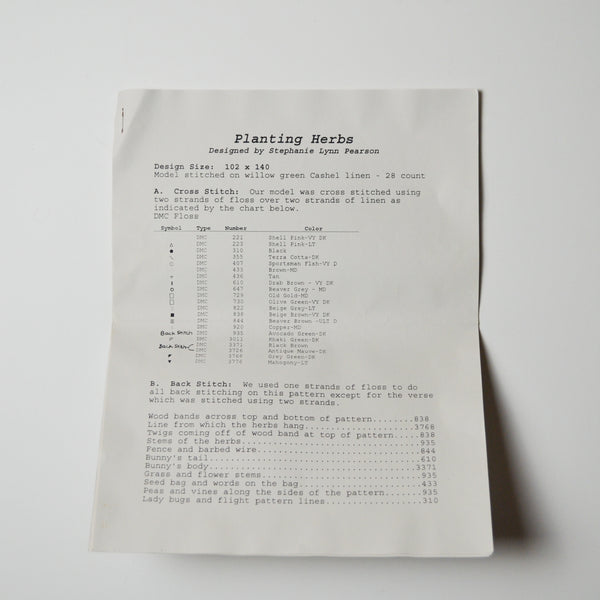 Planting Herbs
Designed by Stephanie Lynn Pearson
Design Size: 102 x 140
Model stitched on willow green Cashel linen - 28 count
A. Cross Stitch: Our model was cross stitched using
two strands of floss over two strands of linen as
indicated by the chart below.
DMC Floss
Symbol Type Number Color
DMC 221 Shell Pink-VY DK
DMC 223 Shell Pink-LT
DMC 310 Black
DMC 355 Terra Cotta-DK
DMC 407 Sportsman Flsh-VY D
DMC 433 Brown-MD
DMC 436 Tan
DMC 610 Drab Brown - VY DK
DMC 647 Beaver Grey - MD
DMC 729 Old Gold-MD
DMC 730 Olive Green-VY DK
DMC 822 Beige Grey-LT
DMC 838 Beige Brown-VY DK
DMC 844 Beaver Brown -ULT D
DMC 920 Copper-MD
Back Stitch DMC 935 Avocado Green-DK
DMC 3011 Khaki Green-DK
Back Stitch DMC 3371 Black Brown
DMC 3726 Antique Mauve-DK
DMC 3768 Grey Green-DK
DMC 3776 Mahogony-LT
B. Back Stitch: We used one strands of floss to do
all back stitching on this pattern except for the verse
which was stitched using two strands.
Wood bands across top and bottom of pattern........838
Line from which the herbs hang....................3768
Twigs coming off of wood band at top of pattern.....838
Stems of the herbs.................................935
Fence and barbed wire..............................844
Bunny's tail.......................................610
Bunny's body......................................3371
Grass and flower stems.............................935
Seed bag and words on the bag......................433
Peas and vines along the sides of the pattern......935
Lady bugs and flight pattern lines.................310